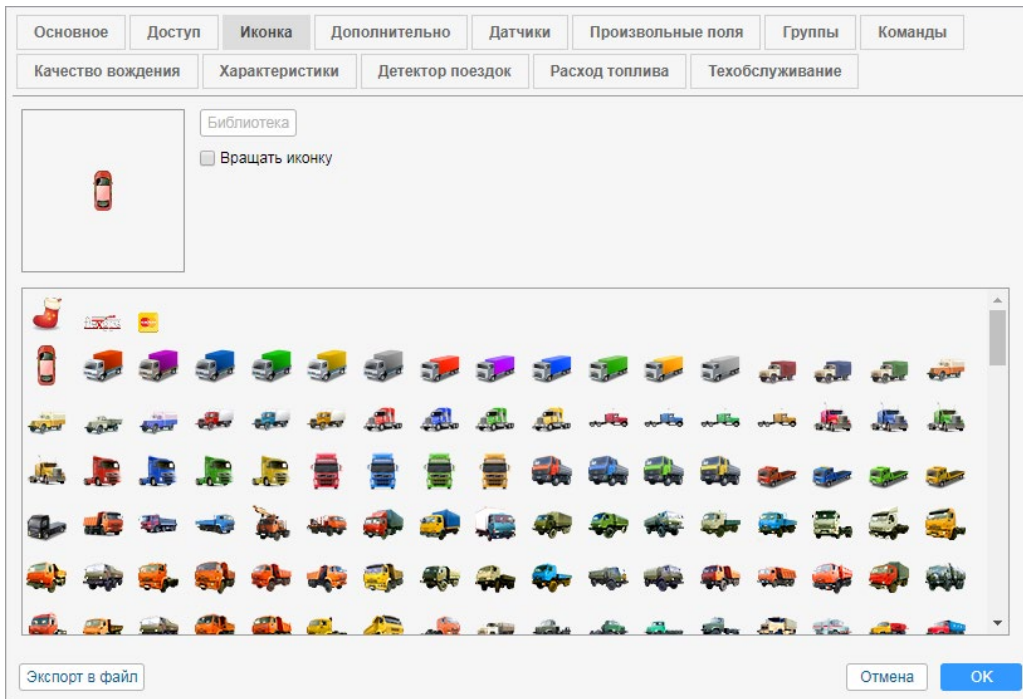 Основное Доступ Иконка Дополнительно Датчики Произвольные поля Группы Команды
Качество вождения Характеристики Детектор поездок Расход топлива Техобслуживание
Библиотека
Вращать иконку
Экспорт в файл Отмена OK